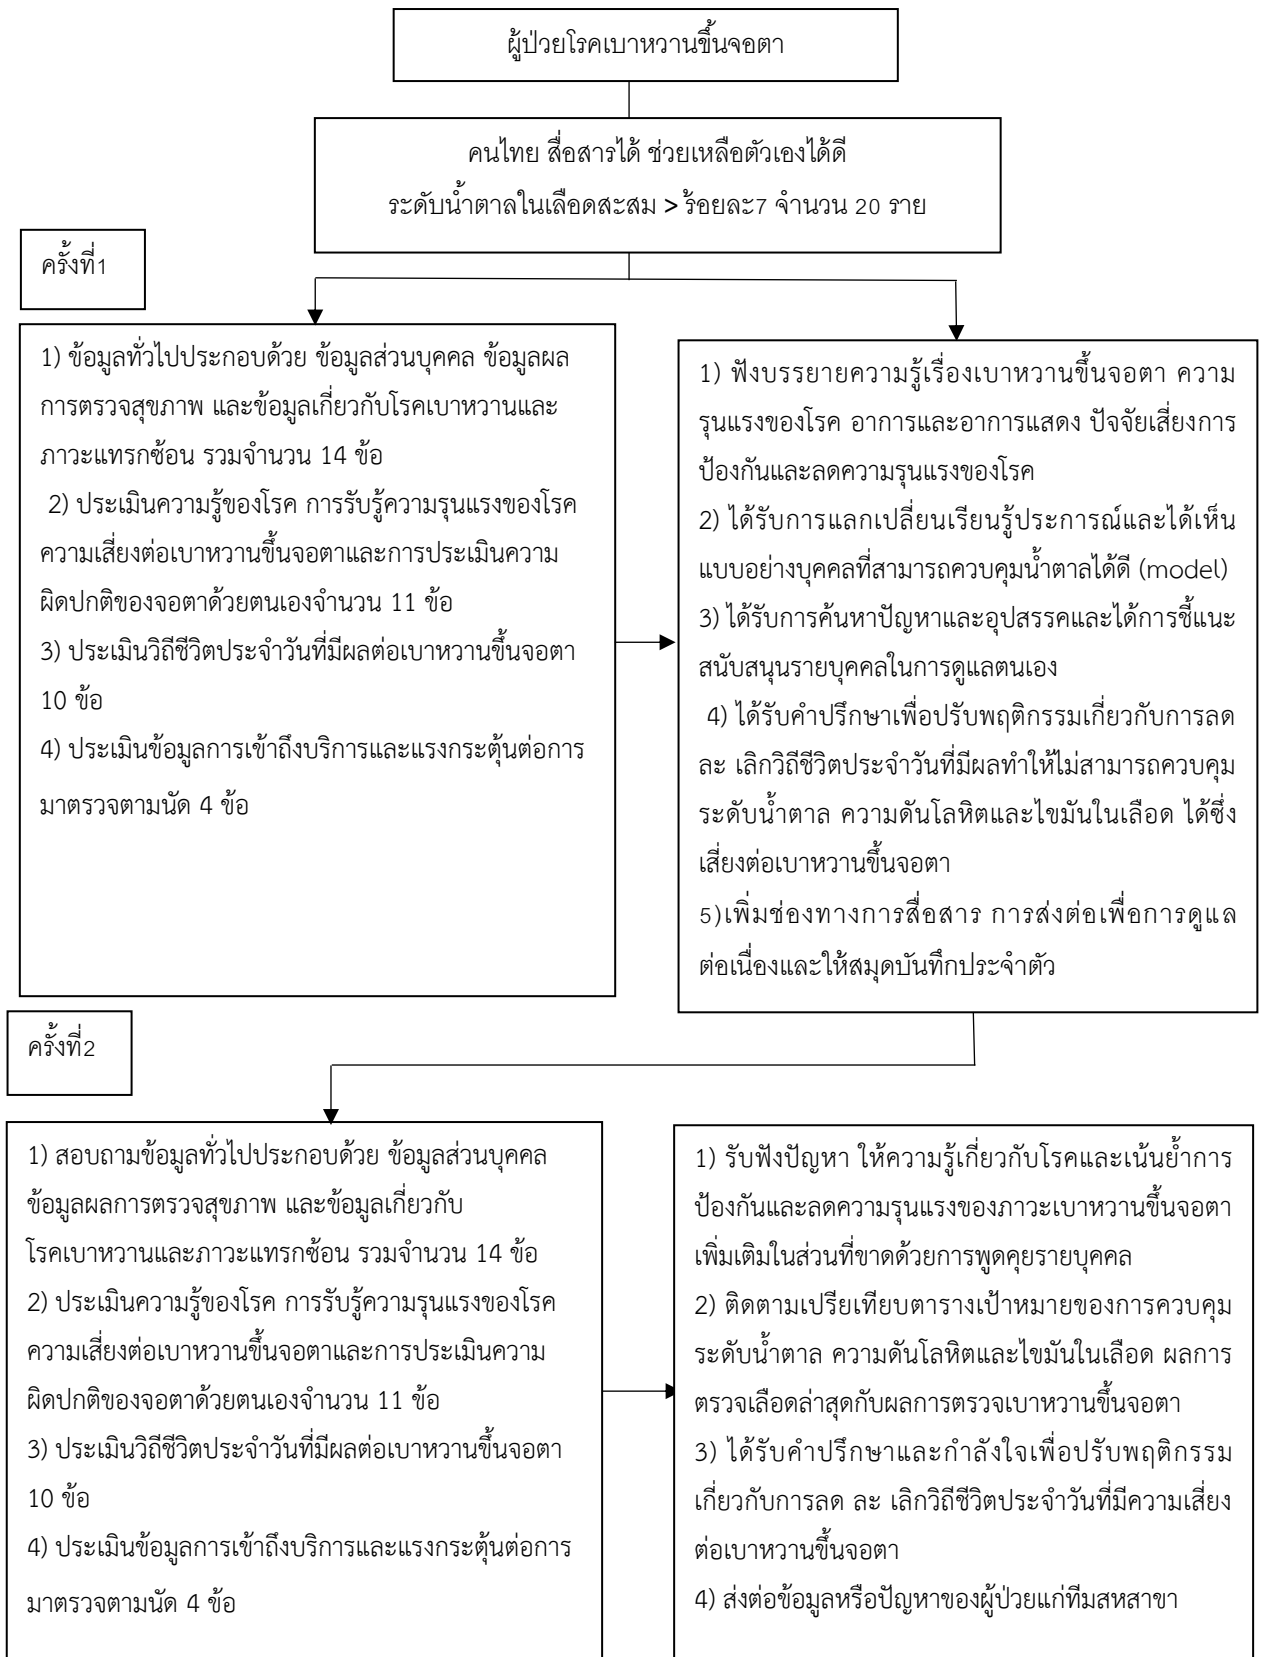 ผู้ป่วยโรคเบาหวานขึ้นจอตา
คนไทย สื่อสารได้ ช่วยเหลือตัวเองได้ดี
ระดับน้ำตาลในเลือดสะสม > ร้อยละ7 จำนวน 20 ราย
ครั้งที่1
1) ข้อมูลทั่วไปประกอบด้วย ข้อมูลส่วนบุคคล ข้อมูลผล
การตรวจสุขภาพ และข้อมูลเกี่ยวกับโรคเบาหวานและ
ภาวะแทรกซ้อน รวมจำนวน 14 ข้อ
2) ประเมินความรู้ของโรค การรับรู้ความรุนแรงของโรค
ความเสี่ยงต่อเบาหวานขึ้นจอตาและการประเมินความ
ผิดปกติของจอตาด้วยตนเองจำนวน 11 ข้อ
3) ประเมินวิถีชีวิตประจำวันที่มีผลต่อเบาหวานขึ้นจอตา
10 ข้อ
4) ประเมินข้อมูลการเข้าถึงบริการและแรงกระตุ้นต่อการ
มาตรวจตามนัด 4 ข้อ
1) ฟังบรรยายความรู้เรื่องเบาหวานขึ้นจอตา ความ
รุนแรงของโรค อาการและอาการแสดง ปัจจัยเสี่ยงการ
ป้องกันและลดความรุนแรงของโรค
2) ได้รับการแลกเปลี่ยนเรียนรู้ประการณ์และได้เห็น
แบบอย่างบุคคลที่สามารถควบคุมน้ำตาลได้ดี (model)
3) ได้รับการค้นหาปัญหาและอุปสรรคและได้การชี้แนะ
สนับสนุนรายบุคคลในการดูแลตนเอง
4) ได้รับคำปรึกษาเพื่อปรับพฤติกรรมเกี่ยวกับการลด
ละ เลิกวิถีชีวิตประจำวันที่มีผลทำให้ไม่สามารถควบคุม
ระดับน้ำตาล ความดันโลหิตและไขมันในเลือด ได้ซึ่ง
เสี่ยงต่อเบาหวานขึ้นจอตา
5)เพิ่มช่องทางการสื่อสาร การส่งต่อเพื่อการดูแล
ต่อเนื่องและให้สมุดบันทึกประจำตัว
ครั้งที่2
1) สอบถามข้อมูลทั่วไปประกอบด้วย ข้อมูลส่วนบุคคล
ข้อมูลผลการตรวจสุขภาพ และข้อมูลเกี่ยวกับ
โรคเบาหวานและภาวะแทรกซ้อน รวมจำนวน 14 ข้อ
2) ประเมินความรู้ของโรค การรับรู้ความรุนแรงของโรค
ความเสี่ยงต่อเบาหวานขึ้นจอตาและการประเมินความ
ผิดปกติของจอตาด้วยตนเองจำนวน 11 ข้อ
3) ประเมินวิถีชีวิตประจำวันที่มีผลต่อเบาหวานขึ้นจอตา
10 ข้อ
4) ประเมินข้อมูลการเข้าถึงบริการและแรงกระตุ้นต่อการ
มาตรวจตามนัด 4 ข้อ
1) รับฟังปัญหา ให้ความรู้เกี่ยวกับโรคและเน้นย้ำการ
ป้องกันและลดความรุนแรงของภาวะเบาหวานขึ้นจอตา
เพิ่มเติมในส่วนที่ขาดด้วยการพูดคุยรายบุคคล
2) ติดตามเปรียเทียบตารางเป้าหมายของการควบคุม
ระดับน้ำตาล ความดันโลหิตและไขมันในเลือด ผลการ
ตรวจเลือดล่าสุดกับผลการตรวจเบาหวานขึ้นจอตา
3) ได้รับคำปรึกษาและกำลังใจเพื่อปรับพฤติกรรม
เกี่ยวกับการลด ละ เลิกวิถีชีวิตประจำวันที่มีความเสี่ยง
ต่อเบาหวานขึ้นจอตา
4) ส่งต่อข้อมูลหรือปัญหาของผู้ป่วยแก่ทีมสหสาขา